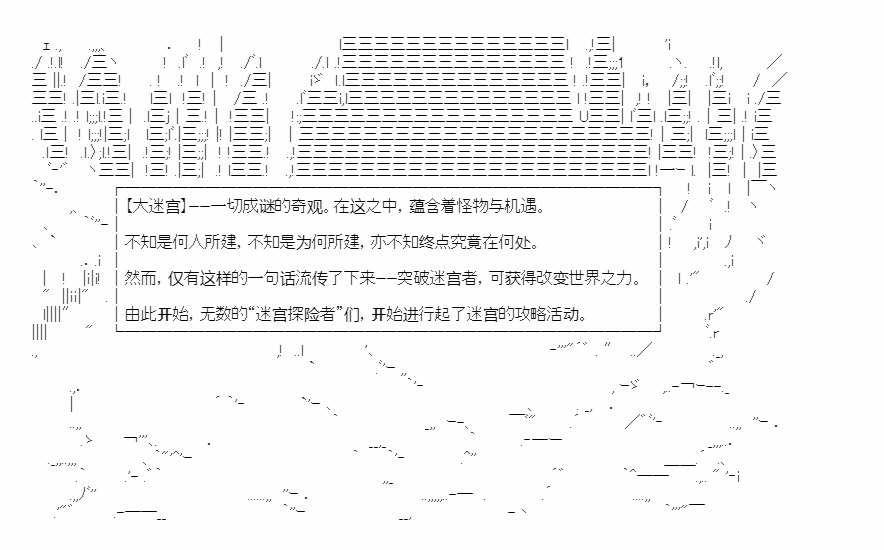 【大迷宫】——一切成谜的奇观。在这之中，蕴含着怪物与机遇。
不知是何人所建，不知是为何所建，亦不知终点究竟在何处。
然而，仅有这样的一句话流传了下来——突破迷宫者，可获得改变世界之力。
由此开始，无数的“迷宫探险者”们，开始进行起了迷宫的攻略活动。